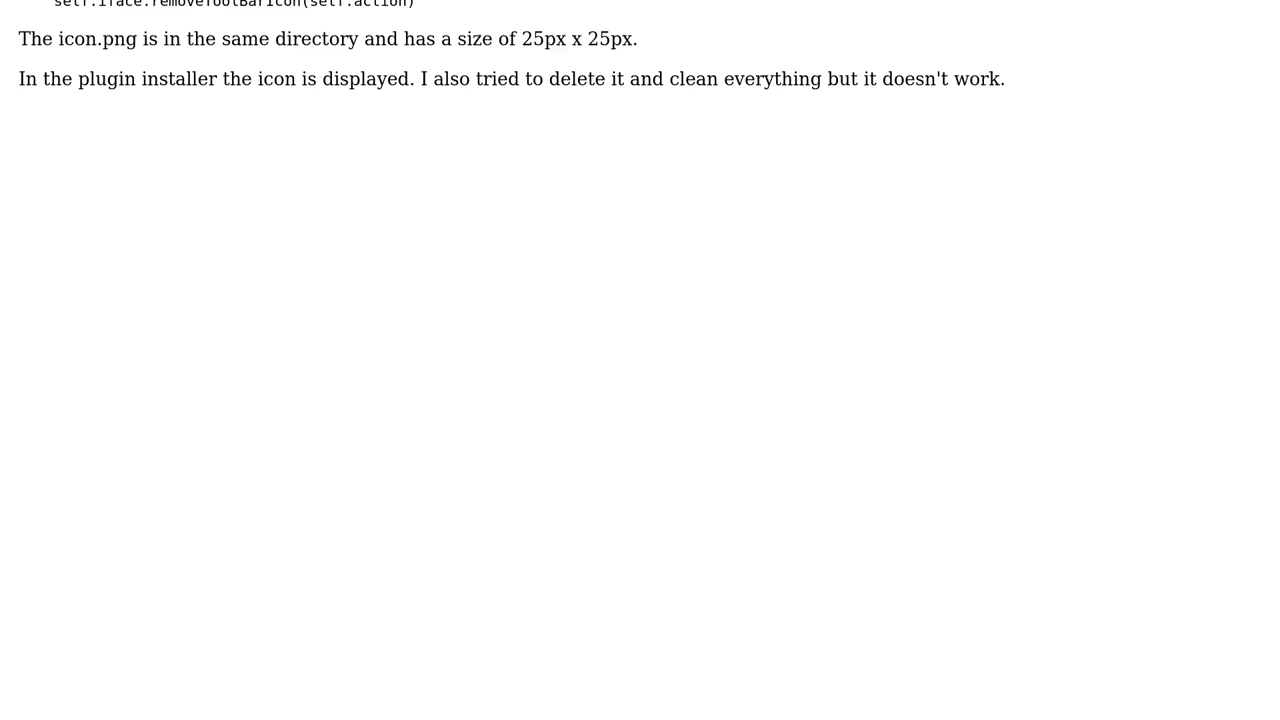 self.iface.removeToolBarIcon(self.action)
The icon.png is in the same directory and has a size of 25px x 25px.
In the plugin installer the icon is displayed. I also tried to delete it and clean everything but it doesn't work.